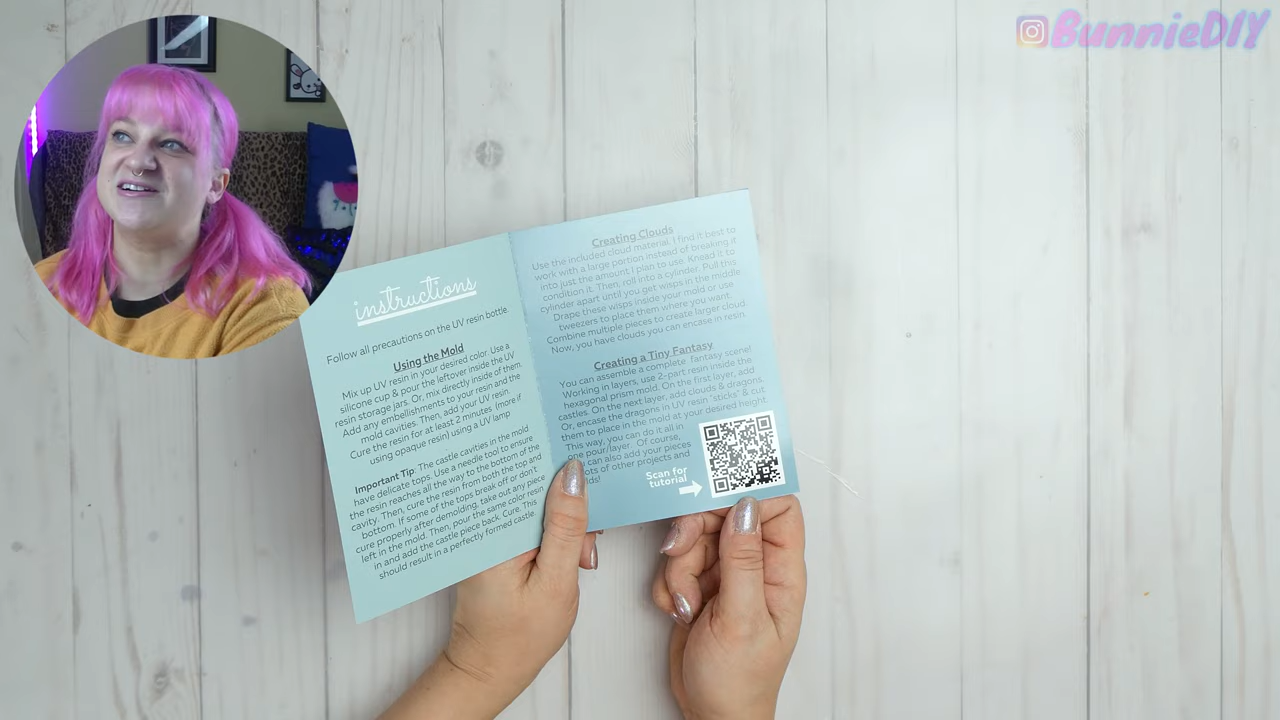 BunnieDIY
instructions
Follow all precautions on the UV resin bottle.
Using the Mold
Mix up UV resin in your desired color. Use a
silicone cup & pour the leftover inside the UV
resin storage jars. Or, mix directly inside of them.
Add any embellishments to your resin and the
mold cavities. Then, add your UV resin.
Cure the resin for at least 2 minutes (more if
using opaque resin) using a UV lamp
Important Tip: The castle cavities in the mold
have delicate tops. Use a needle tool to ensure
the resin reaches all the way to the bottom of the
cavity. Then, cure the resin from both the top and
bottom. If some of the tops break off or don't
cure properly after demolding, take out any piece
left in the mold. Then, pour the same color resin
in and add the castle piece back. Cure. This
should result in a perfectly formed castle.
Creating Clouds
Use the included cloud material. I find it best to
work with a large portion instead of breaking it
into just the amount I plan to use. Knead it to
condition it. Then, roll into a cylinder. Pull this
cylinder apart until you get wisps in the middle
Drape these wisps inside your mold or use
tweezers to place them where you want.
Combine multiple pieces to create larger cloud
Now, you have clouds you can encase in resin.
Creating a Tiny Fantasy
You can assemble a complete fantasy scene!
Working in layers, use 2-part resin inside the
hexagonal prism mold. On the first layer, add
castles. On the next layer, add clouds & dragons.
Or, encase the dragons in UV resin "sticks" & cut
them to place in the mold at your desired height.
This way, you can do it all in
one pour/layer. Of course,
can also add your pieces
lots of other projects and
Scan for
tutorial